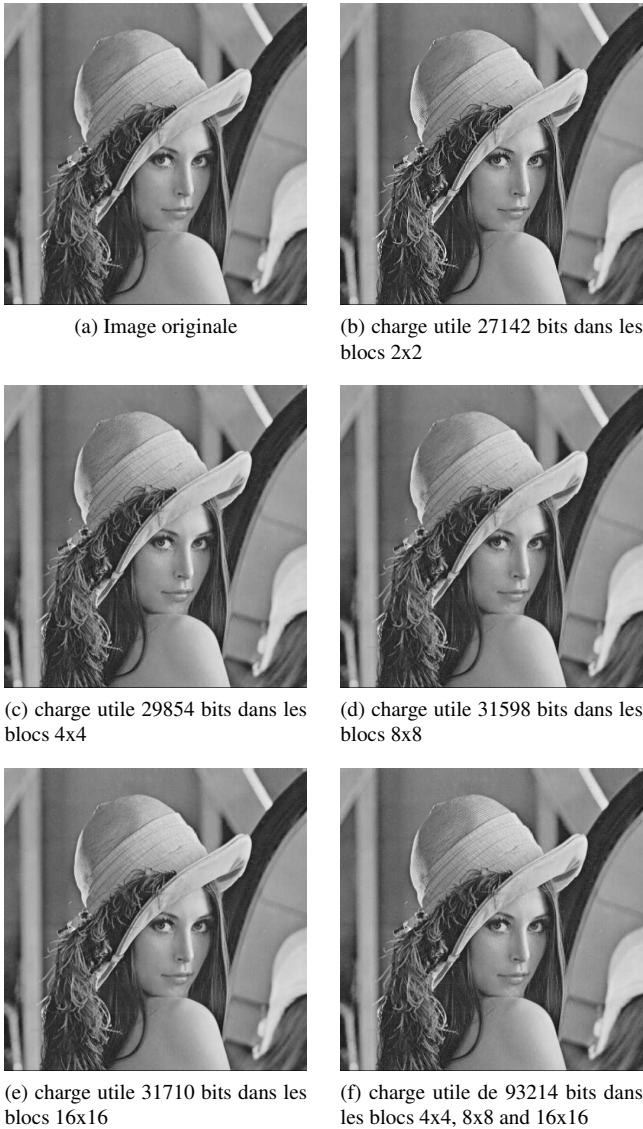 (a) Image originale
(b) charge utile 27142 bits dans les
blocs 2x2
(c) charge utile 29854 bits dans les
blocs 4x4
(d) charge utile 31598 bits dans les
blocs 8x8
(e) charge utile 31710 bits dans les
blocs 16x16
(f) charge utile de 93214 bits dans
les blocs 4x4, 8x8 and 16x16